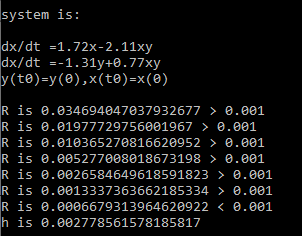 system is:
dx/dt =1.72x-2.11xy
dx/dt =-1.31y+0.77xy
y(t0)=y(0),x(t0)=x(0)
R is 0.034694047037932677 > 0.001
R is 0.01977729756001967 > 0.001
R is 0.010365270816620952 > 0.001
R is 0.005277008018673198 > 0.001
R is 0.0026584649618591823 > 0.001
R is 0.0013337363662185334 > 0.001
R is 0.0006679313964620922 < 0.001
h is 0.002778561578185817